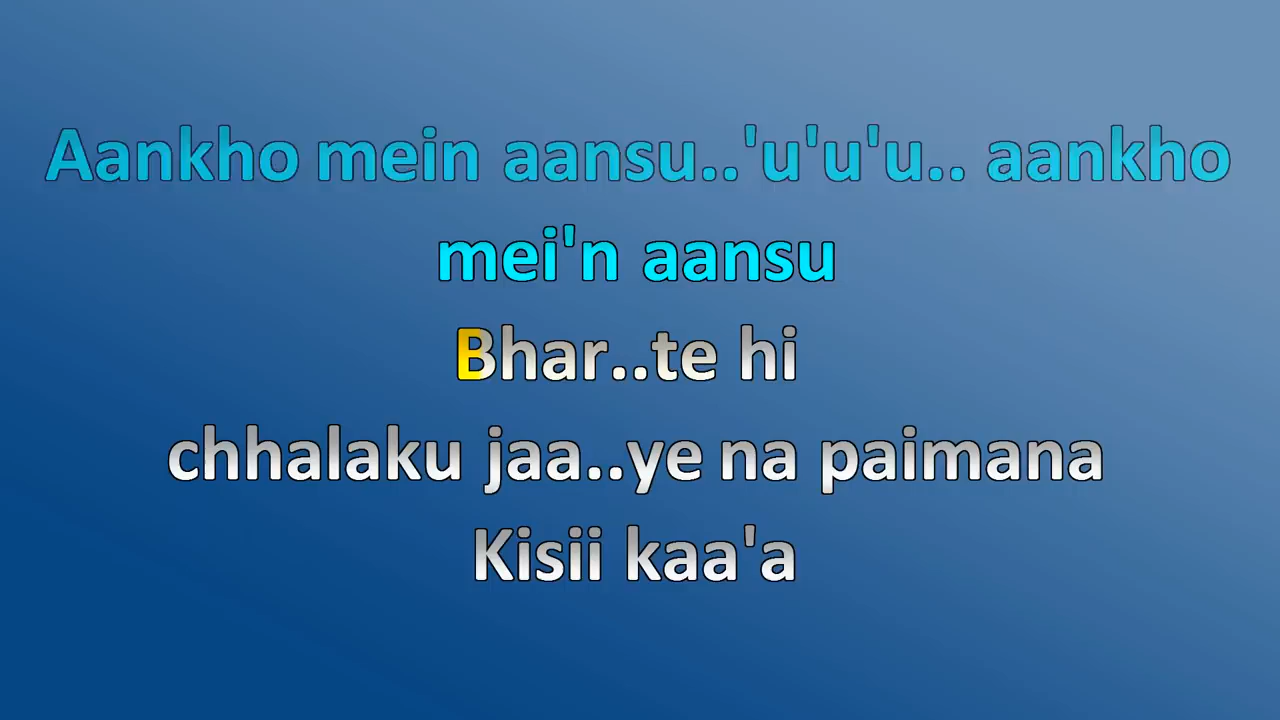 Aankho mein aansu..'u'u'u.. aankho
mei'n aansu
Bhar..te hi
chhalaku jaa..ye na paimana
Kisii kaa'a